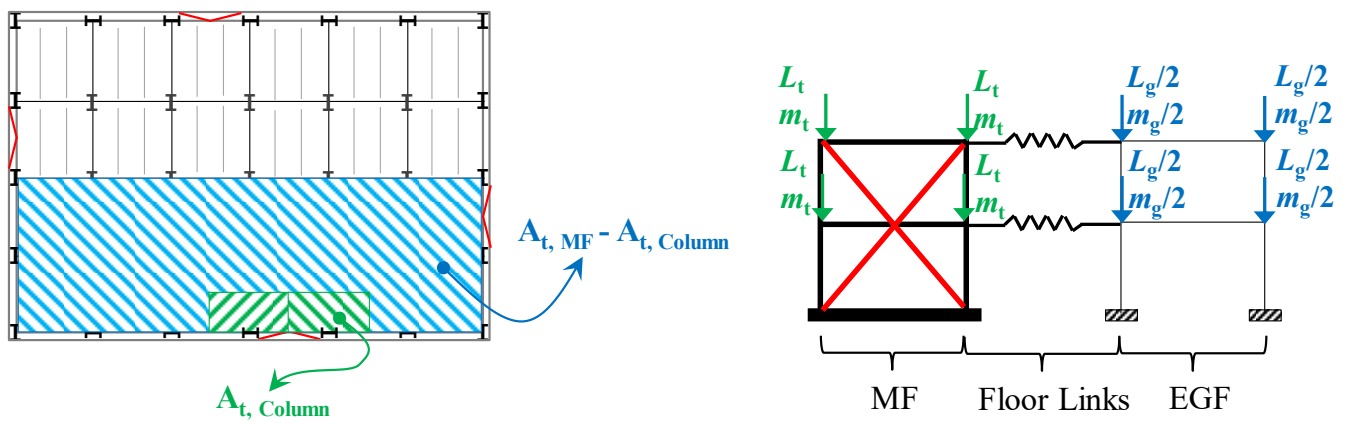 A_t, MF - A_t, Column
A_t, Column
L_t
L_t
L_g/2
L_g/2
m_t
m_t
m_g/2
m_g/2
L_t
L_t
L_g/2
L_g/2
m_t
m_t
m_g/2
m_g/2
MF
Floor Links
EGF